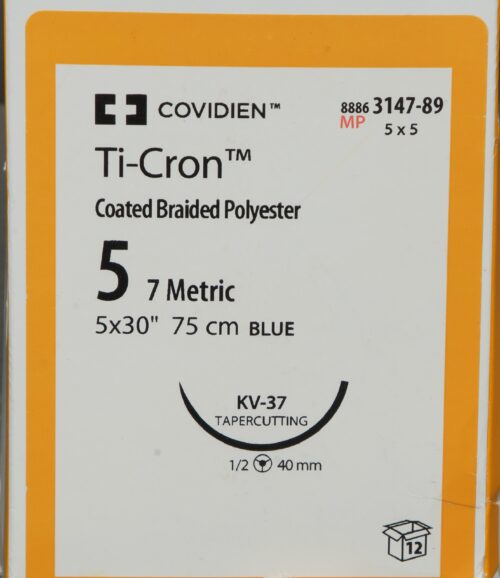 COVIDIEN™
8886 3147-89
MP
5 x 5
Ti-Cron™
Coated Braided Polyester
5 7 Metric
5x30" 75 cm BLUE
KV-37
TAPERCUTTING
1/2 40 mm
12